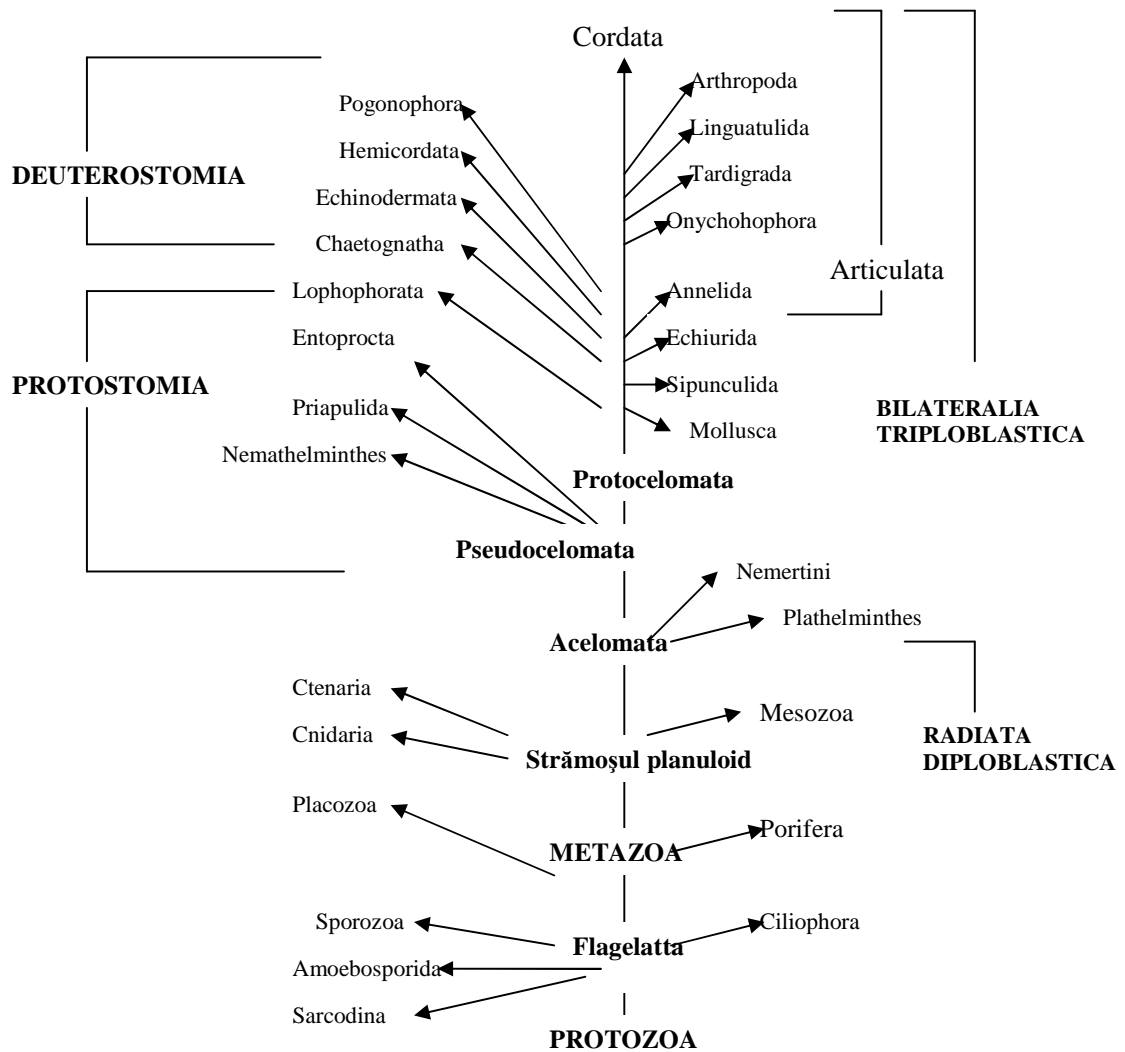 Cordata
Arthropoda
Pogonophora
Linguatulida
Hemicordata
DEUTEROSTOMIA
Tardigrada
Echinodermata
Onychohophora
Chaetognatha
Articulata
Lophophorata
Annelida
Entoprocta
Echiurida
PROTOSTOMIA
Sipunculida
Priapulida
BILATERALIA
TRIPLOBLASTICA
Mollusca
Nemathelminthes
Protocelomata
Pseudocelomata
Nemertini
Plathelminthes
Acelomata
Ctenaria
Mesozoa
Cnidaria
RADIATA
DIPLOBLASTICA
Strămoşul planuloid
Placozoa
Porifera
METAZOA
Sporozoa
Ciliophora
Flagelatta
Amoebosporida
Sarcodina
PROTOZOA